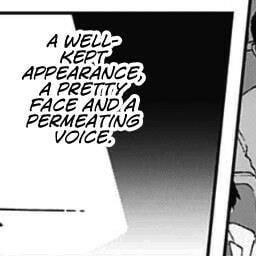 A WELL-
KEPT
APPEARANCE,
A PRETTY
FACE AND A
PERMEATING
VOICE.